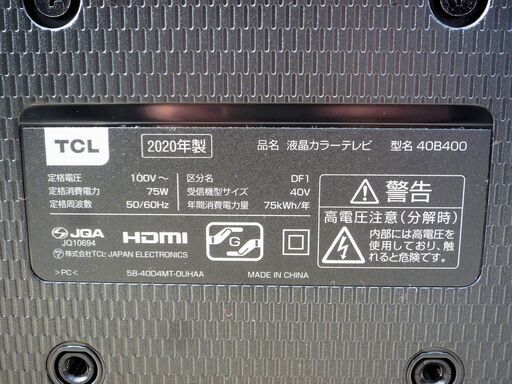 TCL
2020年製
品名 液晶カラーテレビ 型名 40B400
定格電圧 100V～
定格消費電力 75W
定格周波数 50/60Hz
区分名 DF1
受信機型サイズ 40V
年間消費電力量 75kWh/年
警告
高電圧注意(分解時)
内部には高電圧を
使用しており、触れ
ると危険です。
JQA
JQ10694
HDMI
G
株式会社TCL JAPAN ELECTRONICS
>PC<
58-40D4MT-0UHAA
MADE IN CHINA